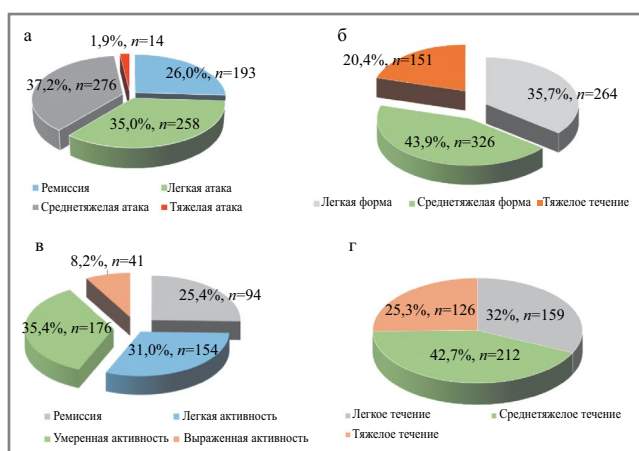 а
1,9%, n=14
37,2%, n=276
26,0%, n=193
35,0%, n=258
Ремиссия
Легкая атака
Среднетяжелая атака
Тяжелая атака
б
20,4%, n=151
35,7%, n=264
43,9%, n=326
Легкая форма
Среднетяжелая форма
Тяжелое течение
в
8,2%, n=41
25,4%, n=94
35,4%, n=176
31,0%, n=154
Ремиссия
Легкая активность
Умеренная активность
Выраженная активность
г
25,3%, n=126
32%, n=159
42,7%, n=212
Легкое течение
Среднетяжелое течение
Тяжелое течение